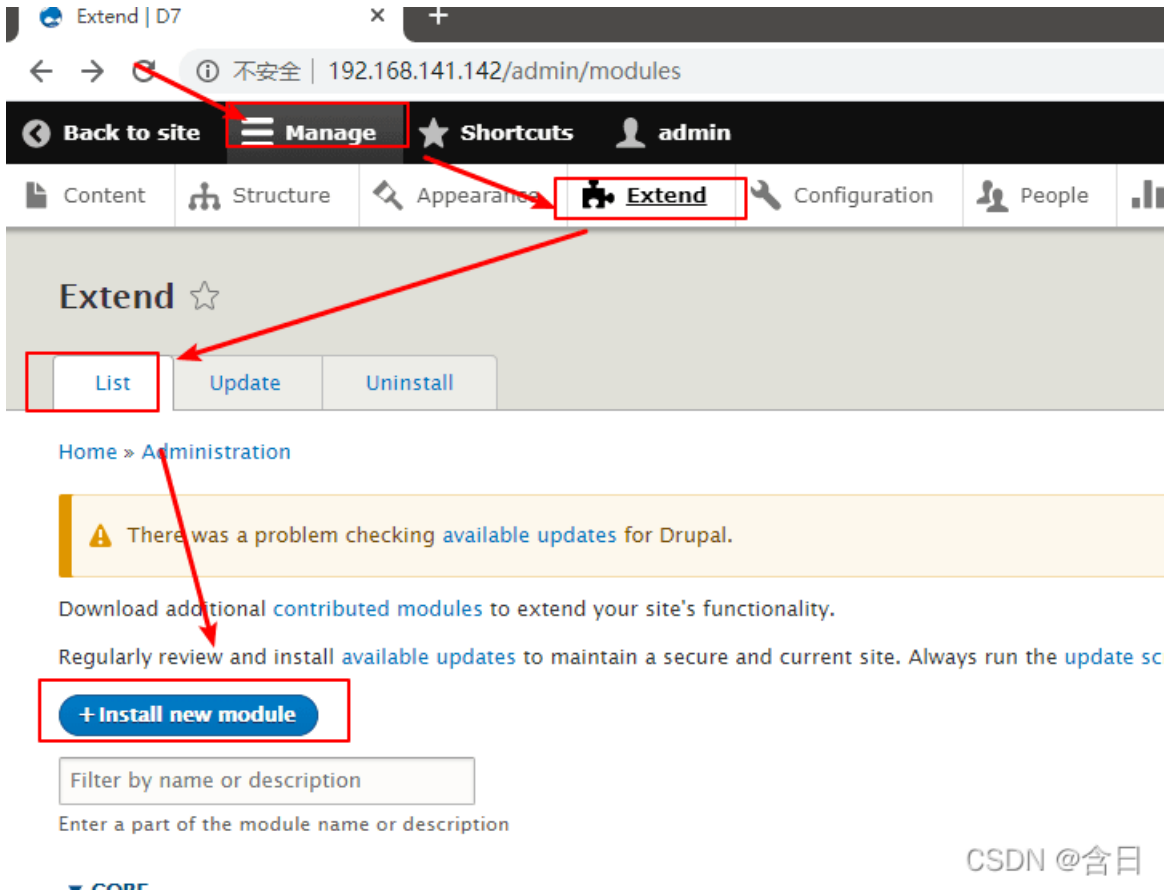 Extend | D7
不安全 | 192.168.141.142/admin/modules
Back to site Manage Shortcuts admin
Content Structure Appearance Extend Configuration People
Extend
List Update Uninstall
Home » Administration
There was a problem checking available updates for Drupal.
Download additional contributed modules to extend your site's functionality.
Regularly review and install available updates to maintain a secure and current site. Always run the update sc
+ Install new module
Filter by name or description
Enter a part of the module name or description
CSDN @含日
▼ CORE